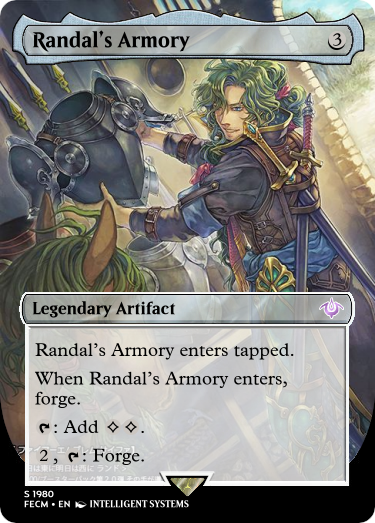 Randal's Armory 3
Legendary Artifact
Randal's Armory enters tapped.
When Randal's Armory enters,
forge.
: Add
.
2 , : Forge.
S 1980
FECM • EN INTELLIGENT SYSTEMS